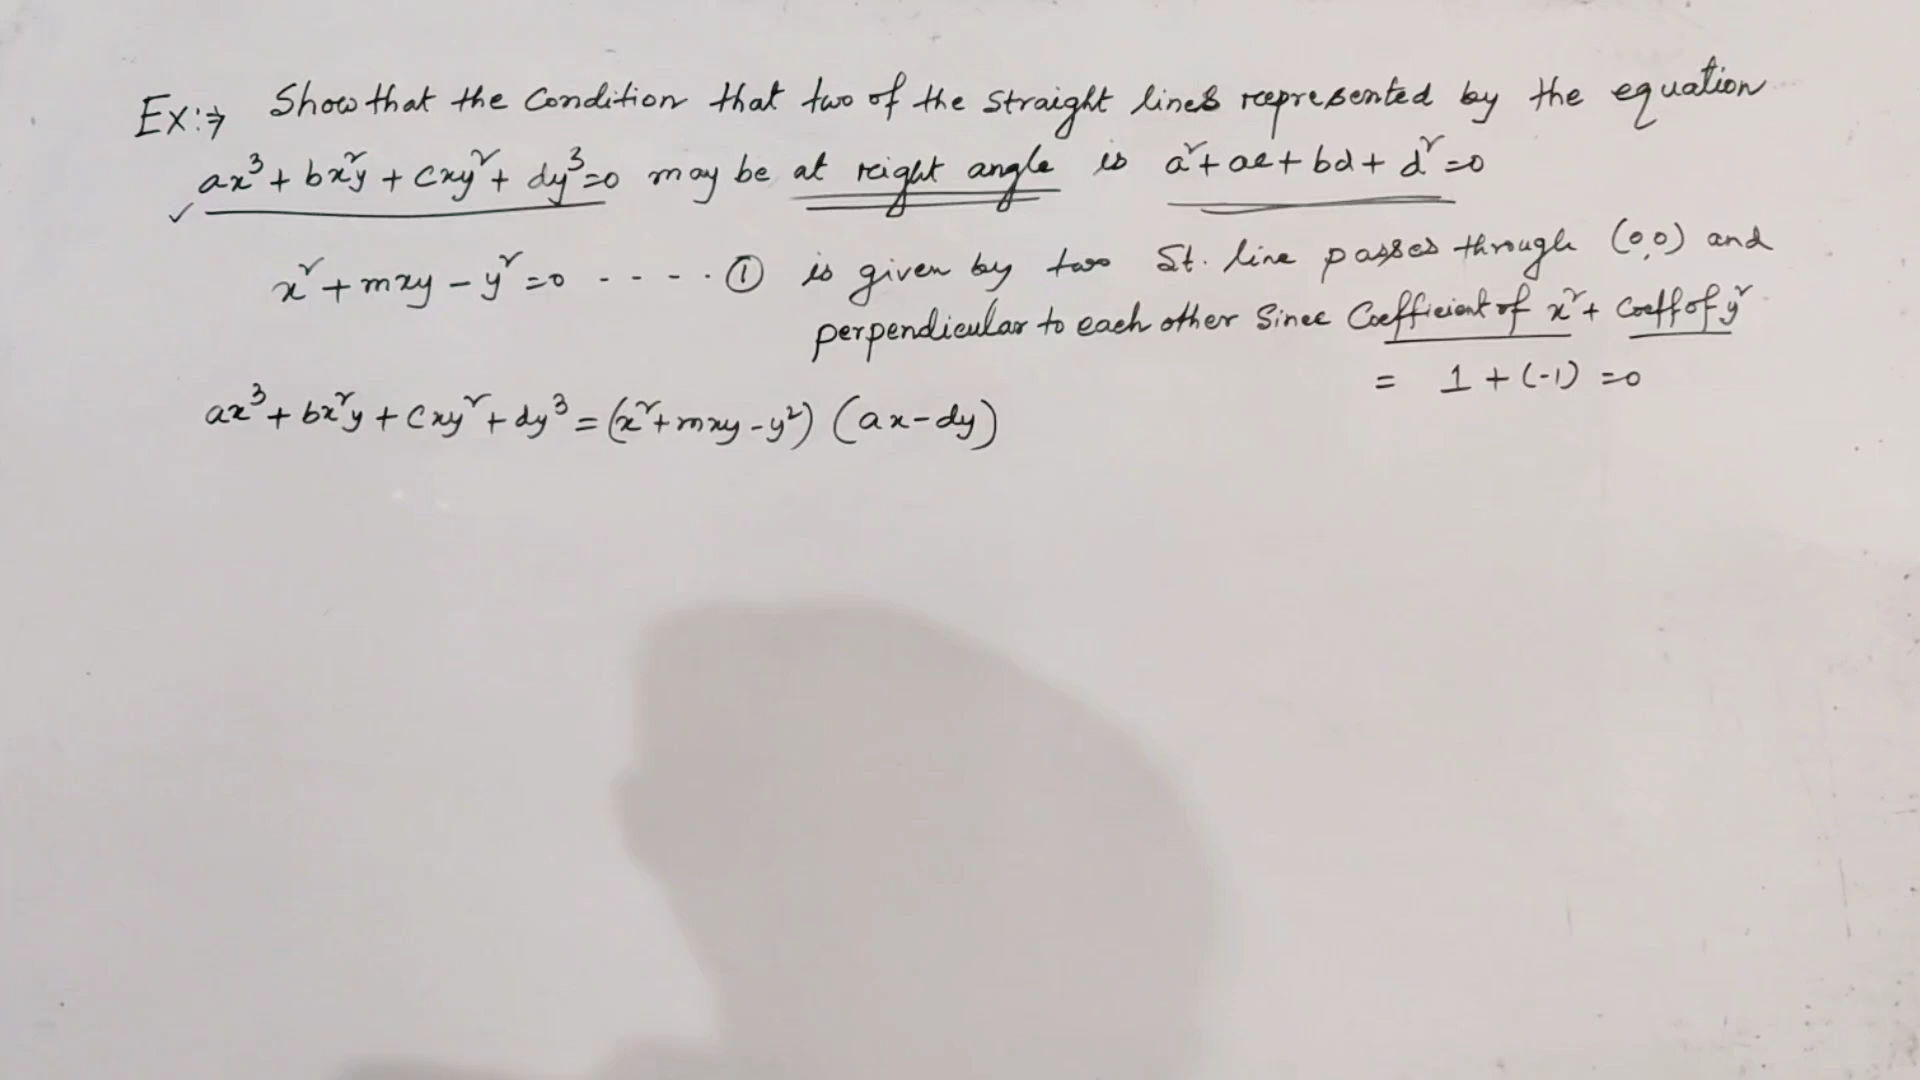 Ex:⇒ Show that the Condition that two of the straight lines represented by the equation
ax³ + bx²y + cxy² + dy³=0 may be at right angle is a²+ ac + bd + d²=0
✓
x² + mxy - y² =0 - - - - . ① is given by two St. line passes through (0,0) and
perpendicular to each other Since Coefficient of x² + Coeff of y²
= 1 + (-1) =0
ax³ + bx²y + cxy² + dy³ = (x²+ mxy - y²) (ax-dy)